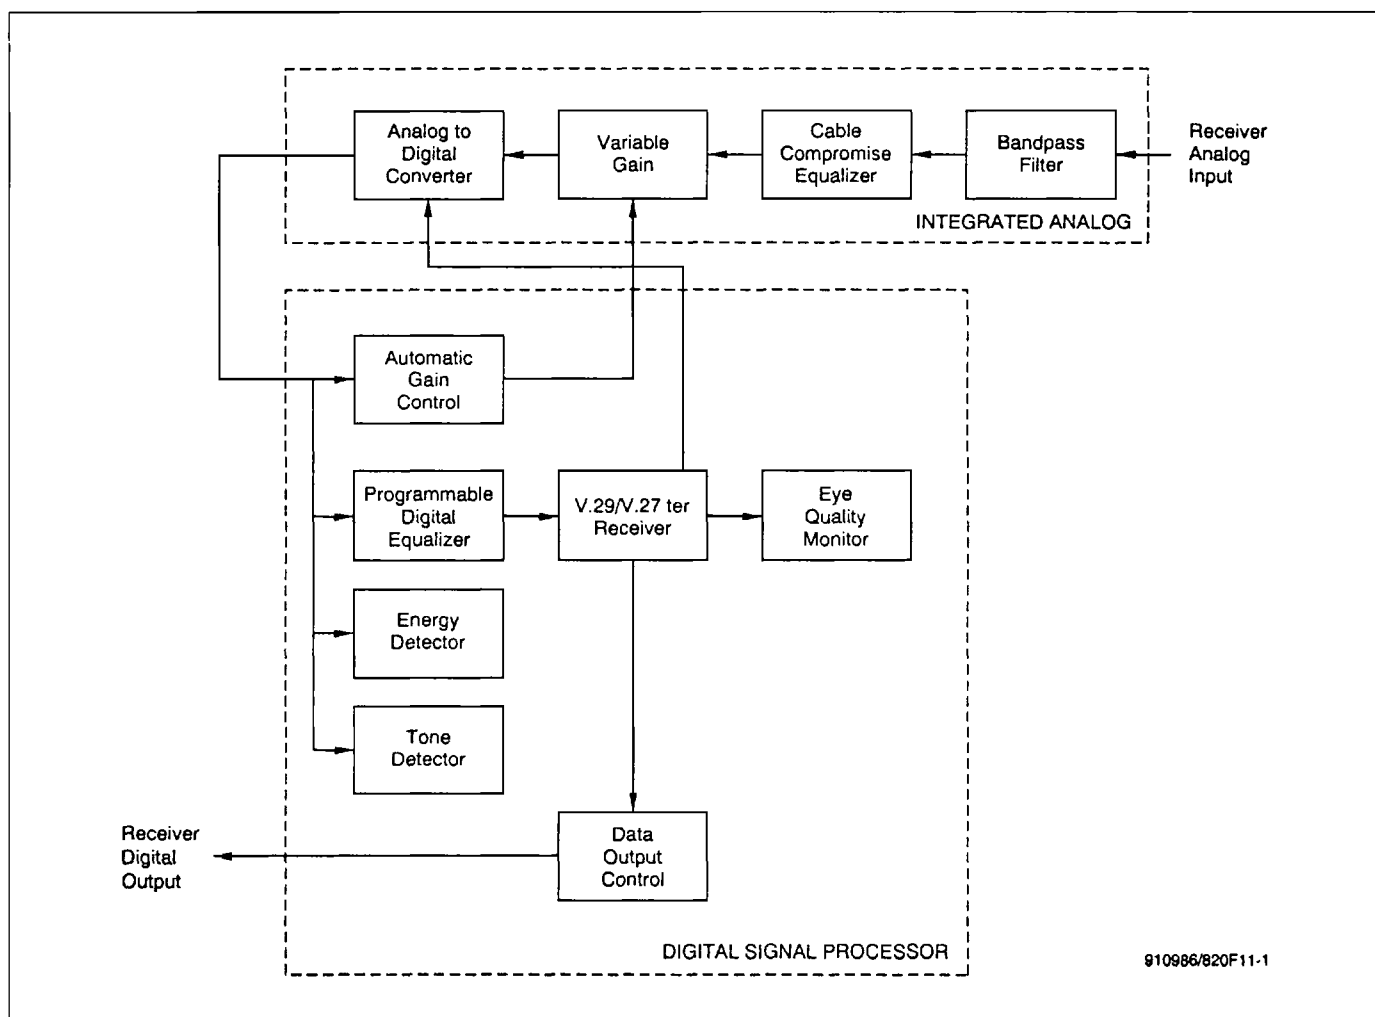 Analog to
Digital
Converter
Variable
Gain
Cable
Compromise
Equalizer
Bandpass
Filter
Receiver
Analog
Input
INTEGRATED ANALOG
Automatic
Gain
Control
Programmable
Digital
Equalizer
V.29/V.27 ter
Receiver
Eye
Quality
Monitor
Energy
Detector
Tone
Detector
Receiver
Digital
Output
Data
Output
Control
DIGITAL SIGNAL PROCESSOR
910986/820F11-1